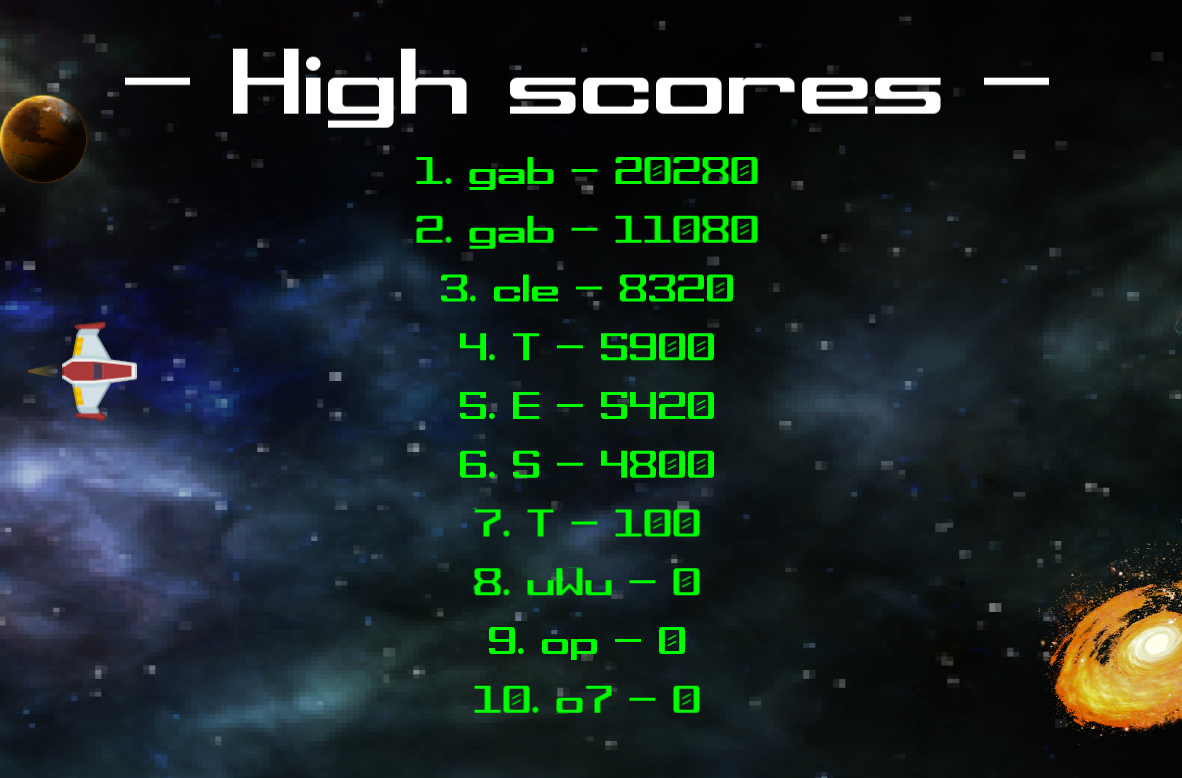 - High scores -
1. gab - 20280
2. gab - 11080
3. cle - 8320
4. T - 5900
5. E - 5420
6. S - 4800
7. T - 100
8. uWu - 0
9. op - 0
10. o7 - 0